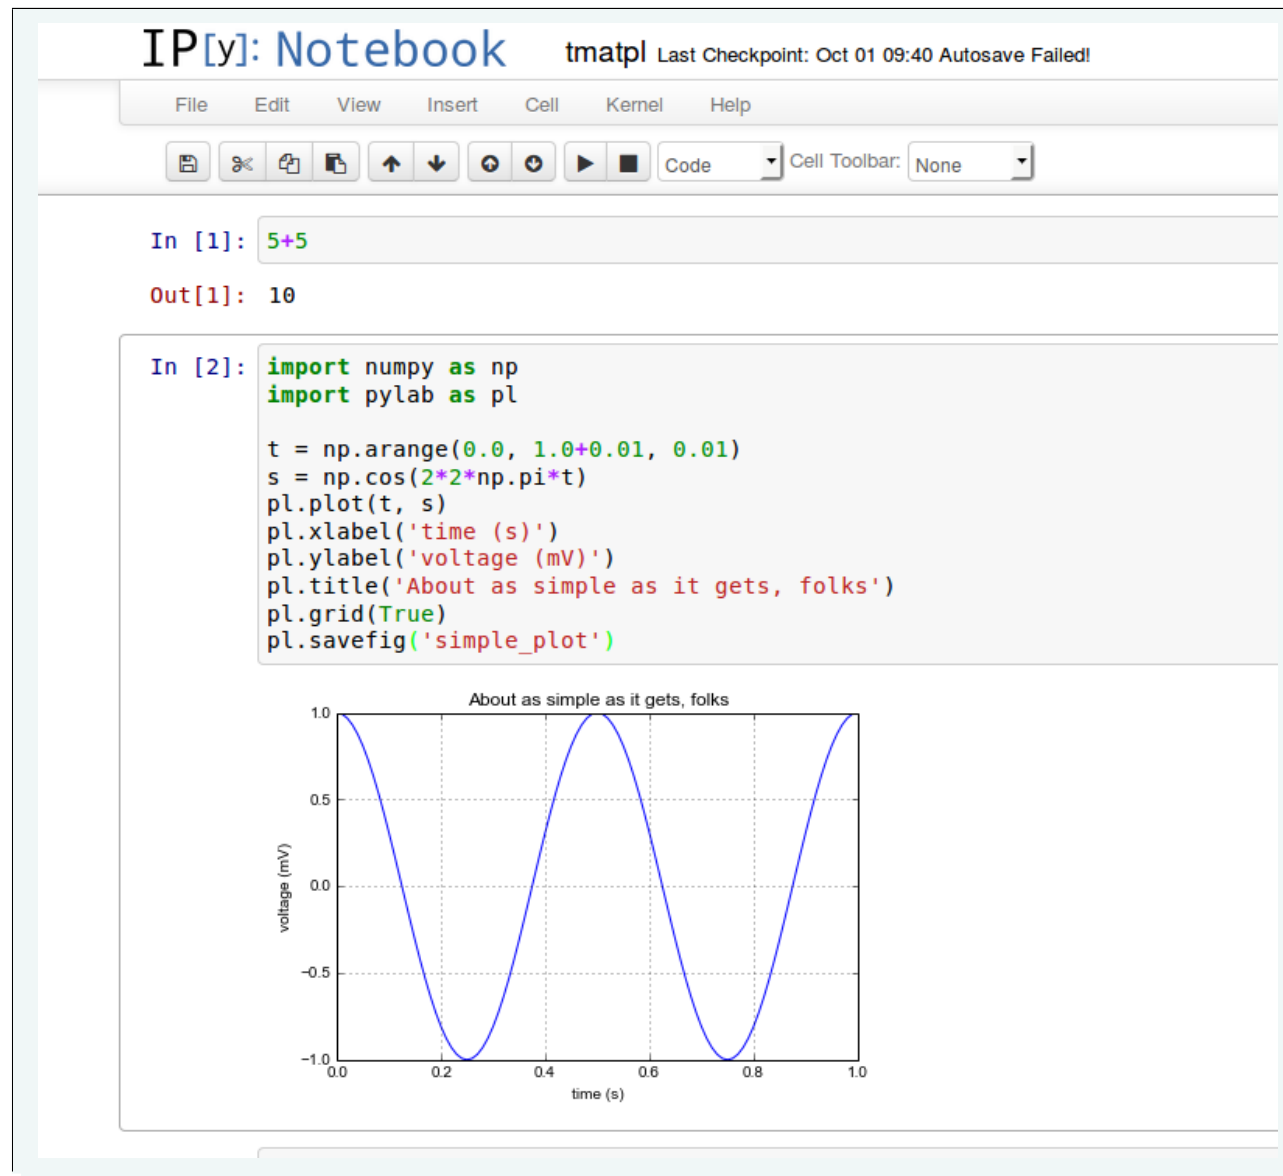 IP[y]: Notebook tmatpl Last Checkpoint: Oct 01 09:40 Autosave Failed!
File Edit View Insert Cell Kernel Help
Code Cell Toolbar: None
In [1]: 5+5
Out[1]: 10
In [2]: import numpy as np
import pylab as pl
t = np.arange(0.0, 1.0+0.01, 0.01)
s = np.cos(2*2*np.pi*t)
pl.plot(t, s)
pl.xlabel('time (s)')
pl.ylabel('voltage (mV)')
pl.title('About as simple as it gets, folks')
pl.grid(True)
pl.savefig('simple_plot')
About as simple as it gets, folks
1.0
0.5
0.0
−0.5
−1.0
voltage (mV)
0.0 0.2 0.4 0.6 0.8 1.0
time (s)